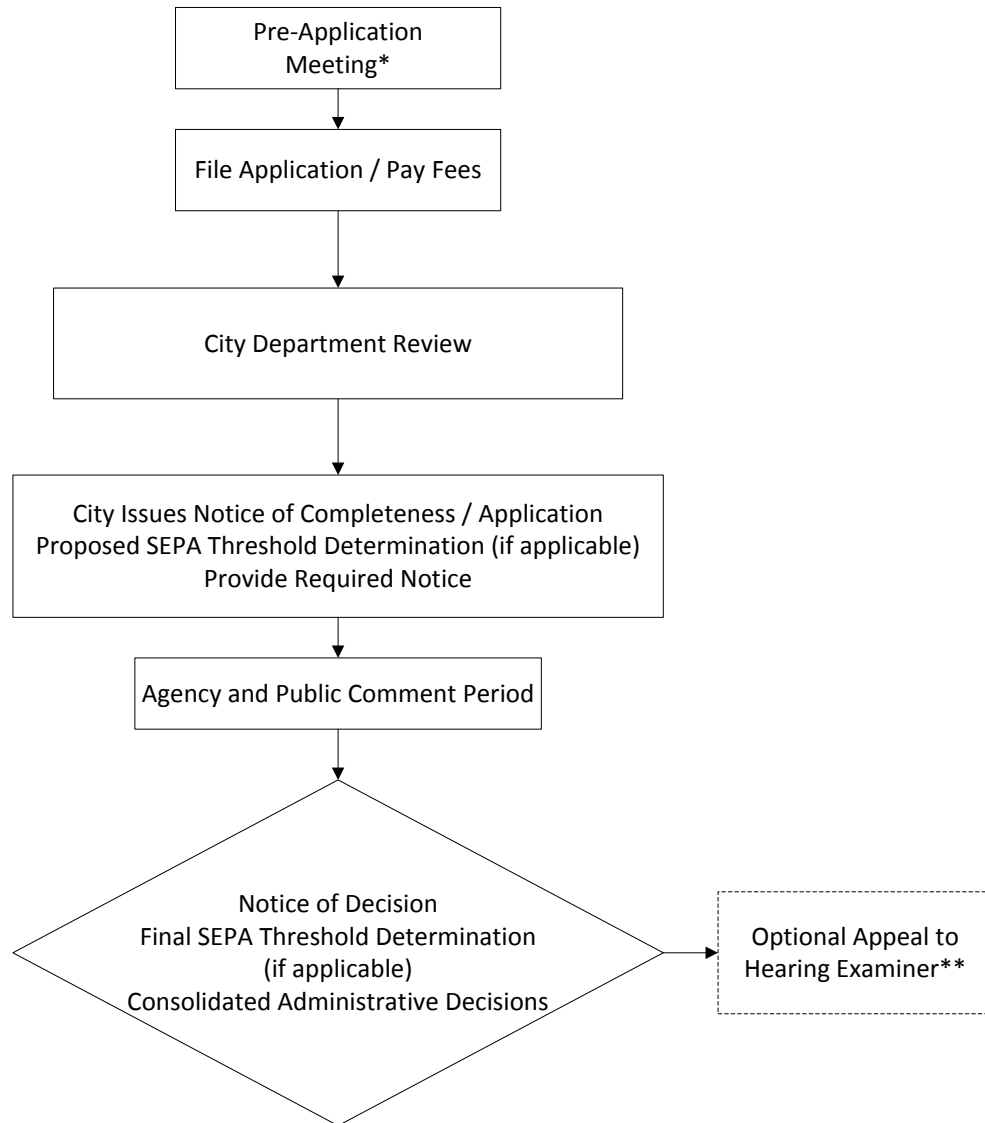 Pre-Application
Meeting*
File Application / Pay Fees
City Department Review
City Issues Notice of Completeness / Application
Proposed SEPA Threshold Determination (if applicable)
Provide Required Notice
Agency and Public Comment Period
Notice of Decision
Final SEPA Threshold Determination
(if applicable)
Consolidated Administrative Decisions
Optional Appeal to
Hearing Examiner**